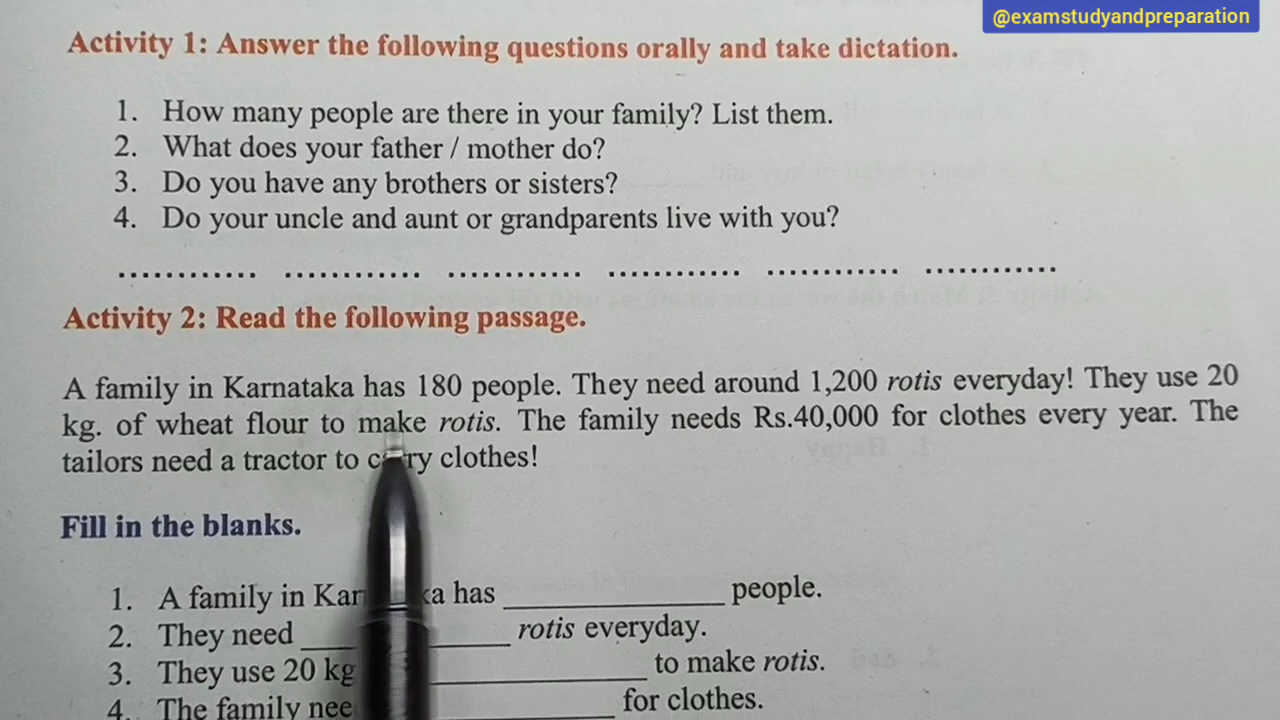 @examstudyandpreparation
Activity 1: Answer the following questions orally and take dictation.
1. How many people are there in your family? List them.
2. What does your father / mother do?
3. Do you have any brothers or sisters?
4. Do your uncle and aunt or grandparents live with you?
............ ............ ............ ............ ............ ............
Activity 2: Read the following passage.
A family in Karnataka has 180 people. They need around 1,200 rotis everyday! They use 20
kg. of wheat flour to make rotis. The family needs Rs.40,000 for clothes every year. The
tailors need a tractor to carry clothes!
Fill in the blanks.
1. A family in Karnataka has ______________ people.
2. They need ______________ rotis everyday.
3. They use 20 kg ______________ to make rotis.
4. The family ______________ for clothes.